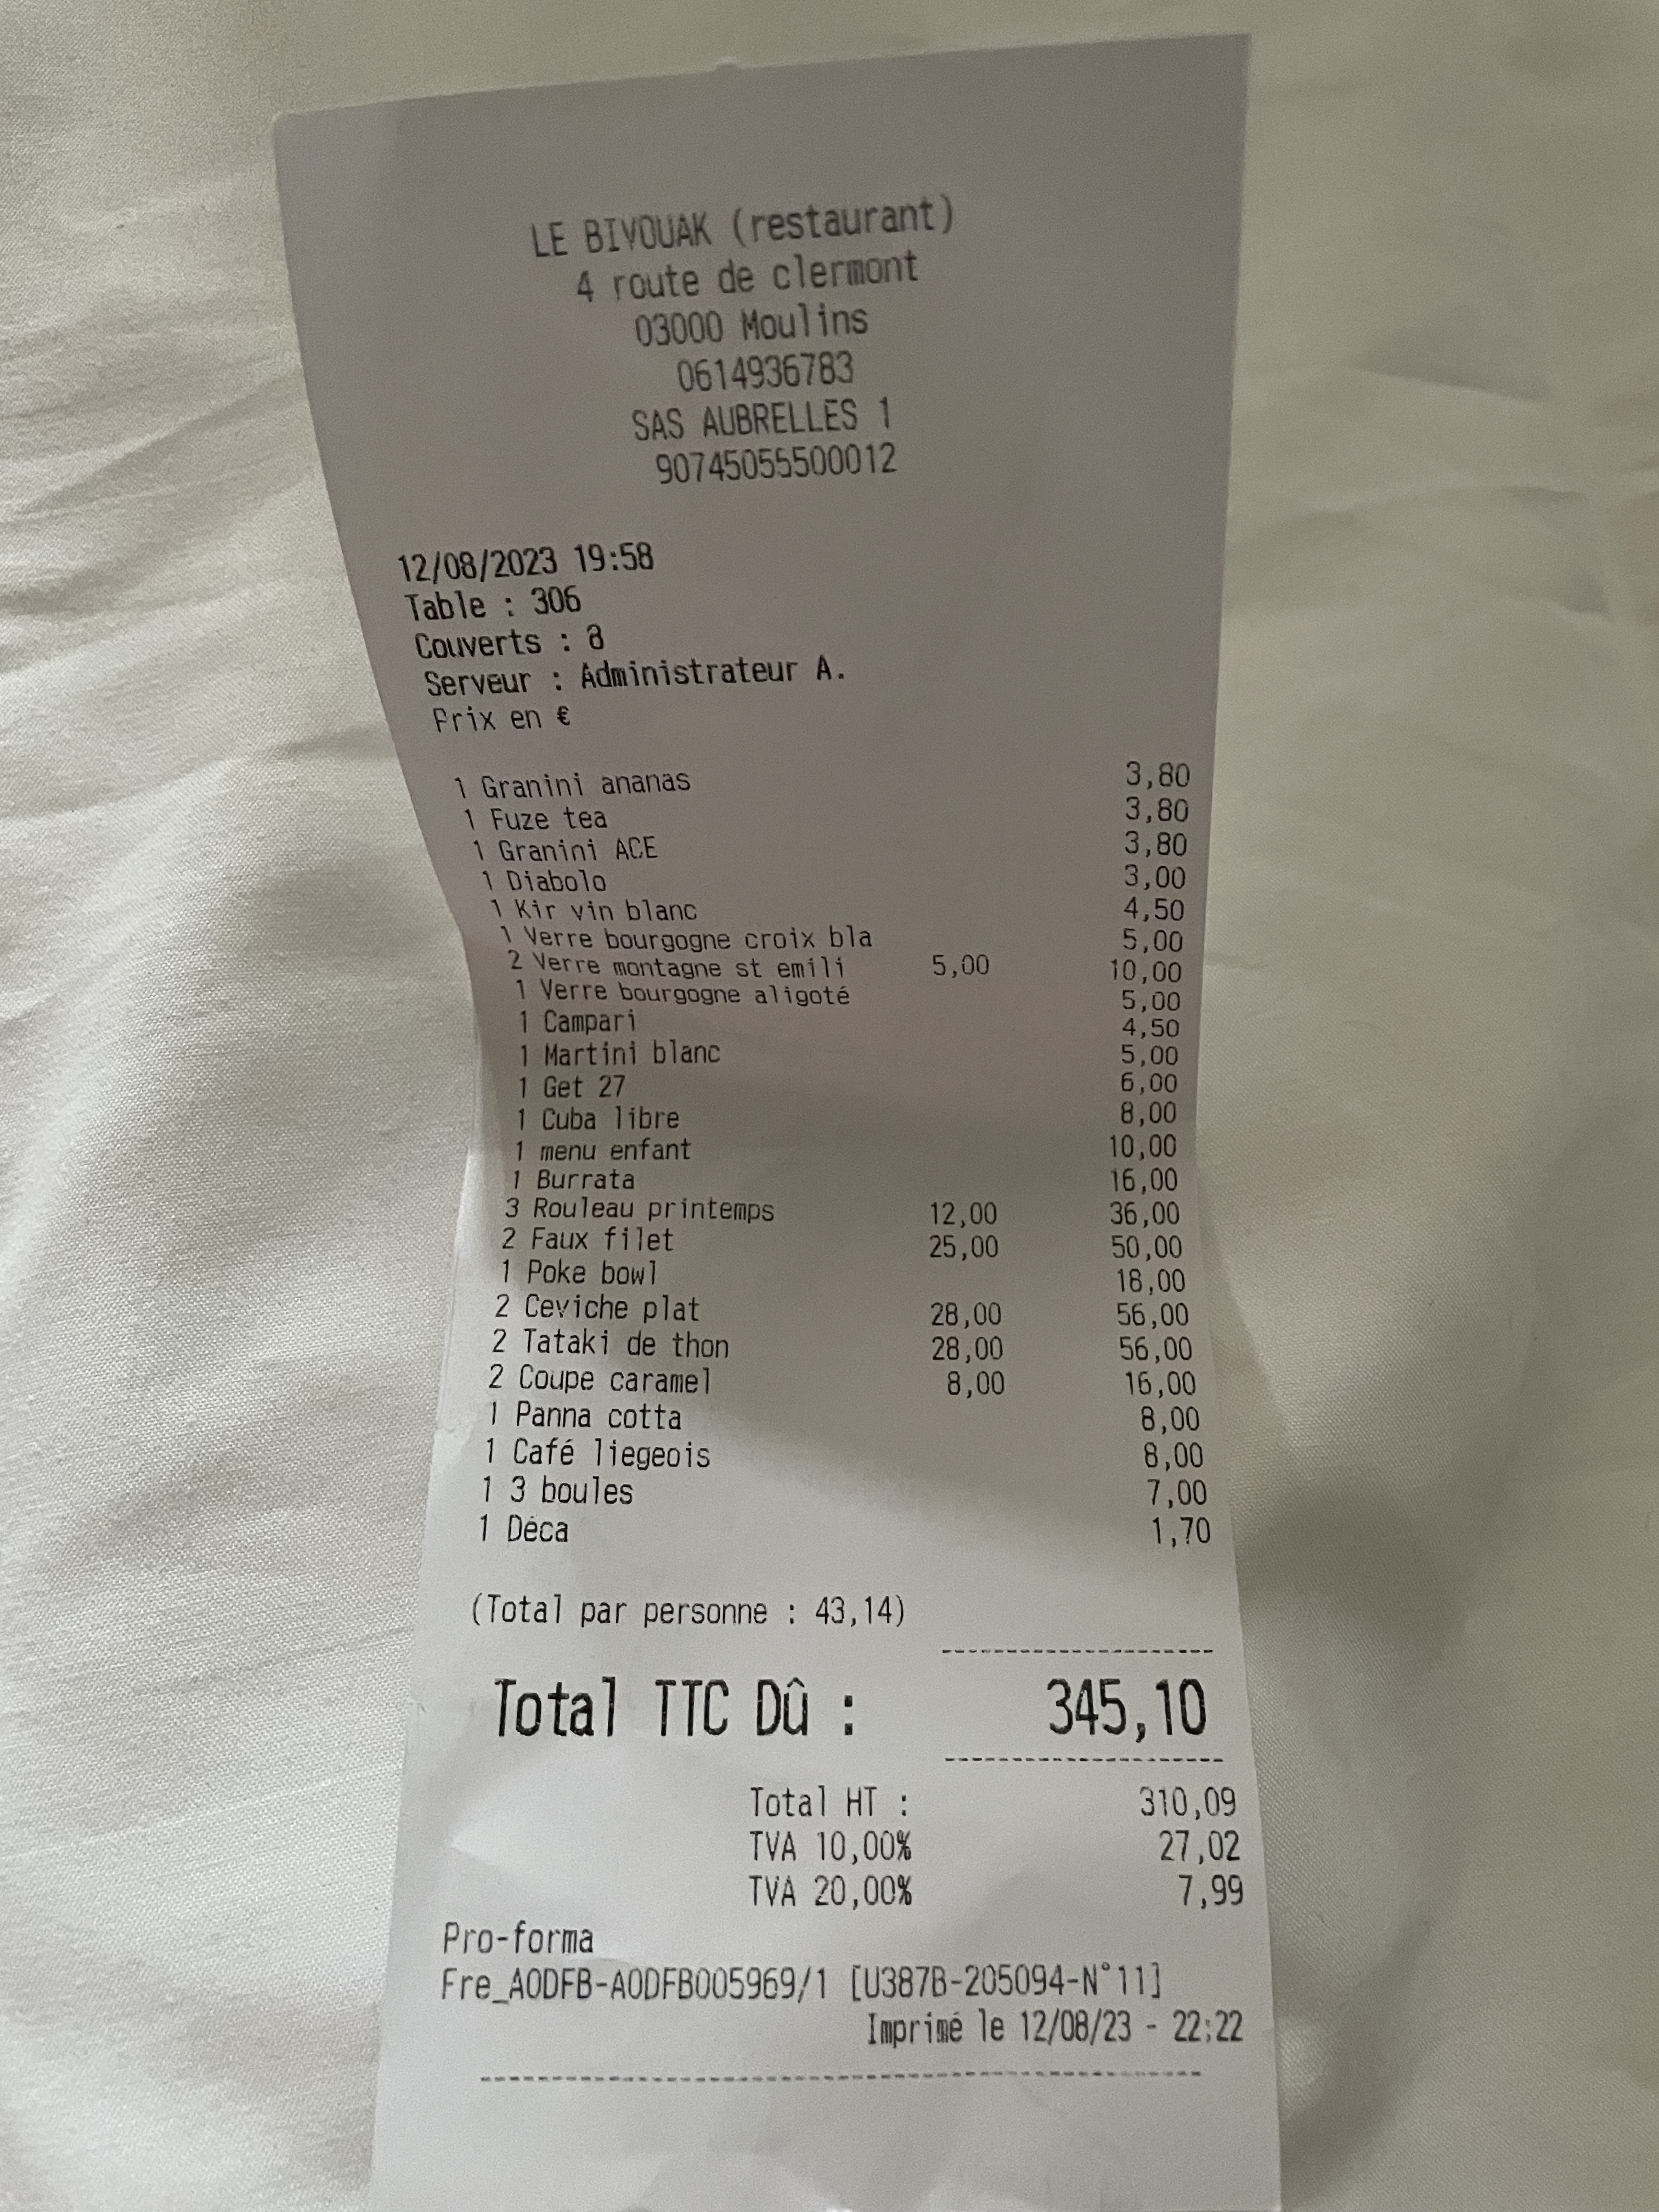 LE BIVOUAK (restaurant)
4 route de clermont
03000 Moulins
0614936783
SAS AUBRELLES 1
90745055500012
12/08/2023 19:58
Table : 306
Couverts : 8
Serveur : Administrateur A.
Prix en €
1 Granini ananas 3,80
1 Fuze tea 3,80
1 Granini ACE 3,80
1 Diabolo 3,00
1 Kir vin blanc 4,50
1 Verre bourgogne croix bla 5,00
2 Verre montagne st emili 5,00 10,00
1 Verre bourgogne aligoté 5,00
1 Campari 4,50
1 Martini blanc 5,00
1 Get 27 6,00
1 Cuba libre 8,00
1 menu enfant 10,00
1 Burrata 16,00
3 Rouleau printemps 12,00 36,00
2 Faux filet 25,00 50,00
1 Poke bowl 18,00
2 Ceviche plat 28,00 56,00
2 Tataki de thon 28,00 56,00
2 Coupe caramel 8,00 16,00
1 Panna cotta 8,00
1 Café liegeois 8,00
1 3 boules 7,00
1 Déca 1,70
(Total par personne : 43,14)
Total TTC Dû : 345,10
Total HT : 310,09
TVA 10,00% 27,02
TVA 20,00% 7,99
Pro-forma
Fre_A0DFB-A0DFB005969/1 [U387B-205094-N°11]
Imprimé le 12/08/23 - 22:22